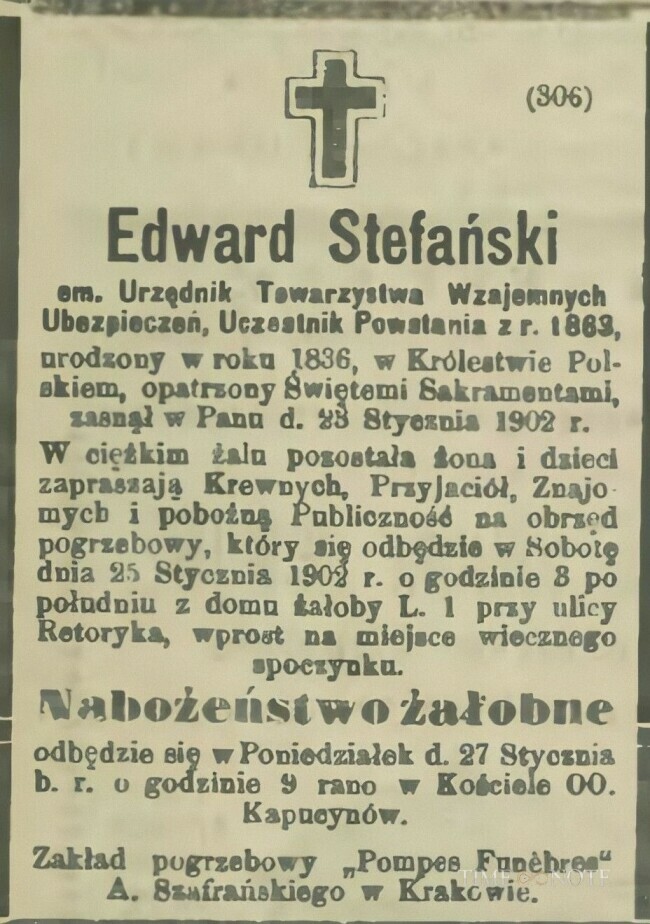 (306)
Edward Stefański
em. Urzędnik Towarzystwa Wzajemnych
Ubezpieczeń, Uczestnik Powstania z r. 1863,
urodzony w roku 1836, w Królestwie Pol-
skiem, opatrzony Świętemi Sakramentami,
zasnął w Panu d. 23 Stycznia 1902 r.
W ciężkim żalu pozostała żona i dzieci
zapraszają Krewnych, Przyjaciół, Znajo-
mych i pobożną Publiczność na obrzęd
pogrzebowy, który się odbędzie w Sobotę
dnia 25 Stycznia 1902 r. o godzinie 3 po
południu z domu żałoby L. 1 przy ulicy
Retoryka, wprost na miejsce wiecznego
spoczynku.
Nabożeństwo żałobne
odbędzie się w Poniedziałek d. 27 Stycznia
b. r. o godzinie 9 rano w Kościele OO.
Kapucynów.
Zakład pogrzebowy „Pompes Funèbres“
A. Szafrańskiego w Krakowie.